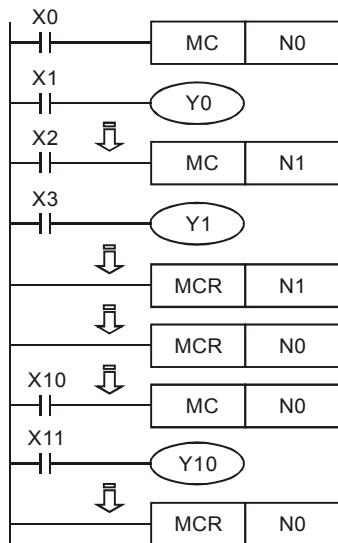 X0
MC N0
X1
Y0
X2
MC N1
X3
Y1
MCR N1
MCR N0
X10
MC N0
X11
Y10
MCR N0